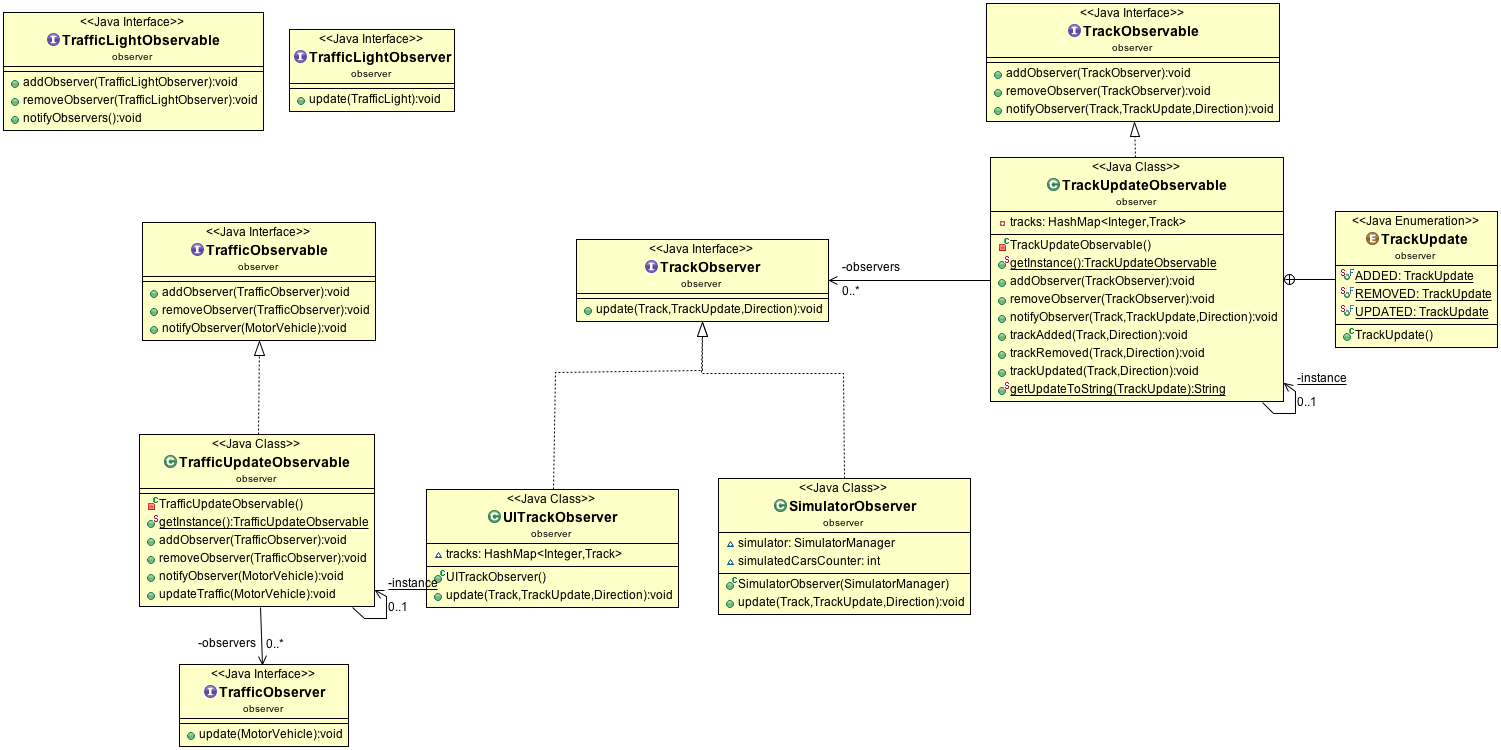 <<Java Interface>>
TrafficLightObservable
observer
addObserver(TrafficLightObserver):void
removeObserver(TrafficLightObserver):void
notifyObservers():void
<<Java Interface>>
TrafficLightObserver
observer
update(TrafficLight):void
<<Java Interface>>
TrackObservable
observer
addObserver(TrackObserver):void
removeObserver(TrackObserver):void
notifyObserver(Track,TrackUpdate,Direction):void
<<Java Class>>
TrackUpdateObservable
observer
tracks: HashMap<Integer,Track>
TrackUpdateObservable()
getInstance():TrackUpdateObservable
addObserver(TrackObserver):void
removeObserver(TrackObserver):void
notifyObserver(Track,TrackUpdate,Direction):void
trackAdded(Track,Direction):void
trackRemoved(Track,Direction):void
trackUpdated(Track,Direction):void
getUpdateToString(TrackUpdate):String
-instance
0..1
<<Java Enumeration>>
TrackUpdate
observer
ADDED: TrackUpdate
REMOVED: TrackUpdate
UPDATED: TrackUpdate
TrackUpdate()
<<Java Interface>>
TrafficObservable
observer
addObserver(TrafficObserver):void
removeObserver(TrafficObserver):void
notifyObserver(MotorVehicle):void
<<Java Interface>>
TrackObserver
observer
update(Track,TrackUpdate,Direction):void
-observers
0..*
<<Java Class>>
TrafficUpdateObservable
observer
TrafficUpdateObservable()
getInstance():TrafficUpdateObservable
addObserver(TrafficObserver):void
removeObserver(TrafficObserver):void
notifyObserver(MotorVehicle):void
updateTraffic(MotorVehicle):void
-instance
0..1
<<Java Class>>
UITrackObserver
observer
tracks: HashMap<Integer,Track>
UITrackObserver()
update(Track,TrackUpdate,Direction):void
<<Java Class>>
SimulatorObserver
observer
simulator: SimulatorManager
simulatedCarsCounter: int
SimulatorObserver(SimulatorManager)
update(Track,TrackUpdate,Direction):void
-observers
0..*
<<Java Interface>>
TrafficObserver
observer
update(MotorVehicle):void